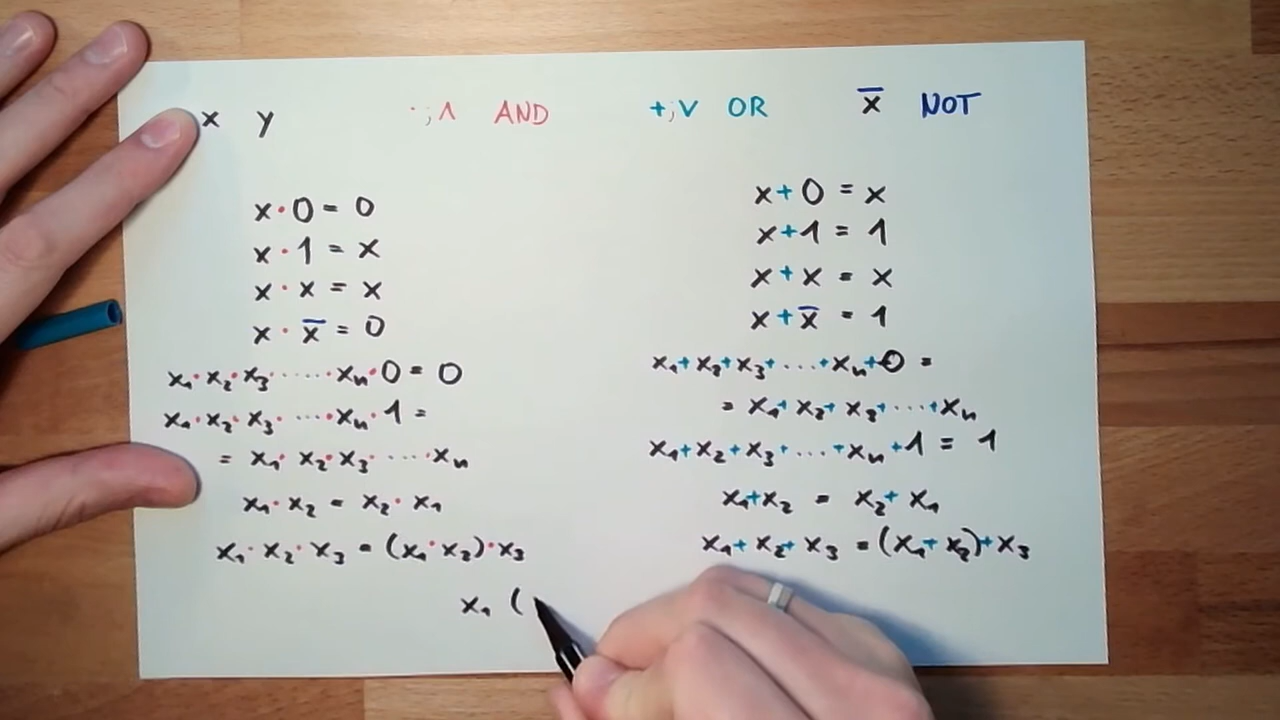 x y ·;∧ AND +;∨ OR x̅ NOT
x·0 = 0
x·1 = x
x·x = x
x·x̅ = 0
x₁·x₂·x₃·.....·xₙ·0 = 0
x₁·x₂·x₃·...·xₙ·1 =
= x₁·x₂·x₃·...·xₙ
x₁·x₂ = x₂·x₁
x₁·x₂·x₃ = (x₁·x₂)·x₃
x+0 = x
x+1 = 1
x+x = x
x+x̅ = 1
x₁+x₂+x₃+...+xₙ+0 =
= x₁+x₂+x₃+...+xₙ
x₁+x₂+x₃+...+xₙ+1 = 1
x₁+x₂ = x₂+x₁
x₁+x₂+x₃ = (x₁+x₂)+x₃
x₁ (